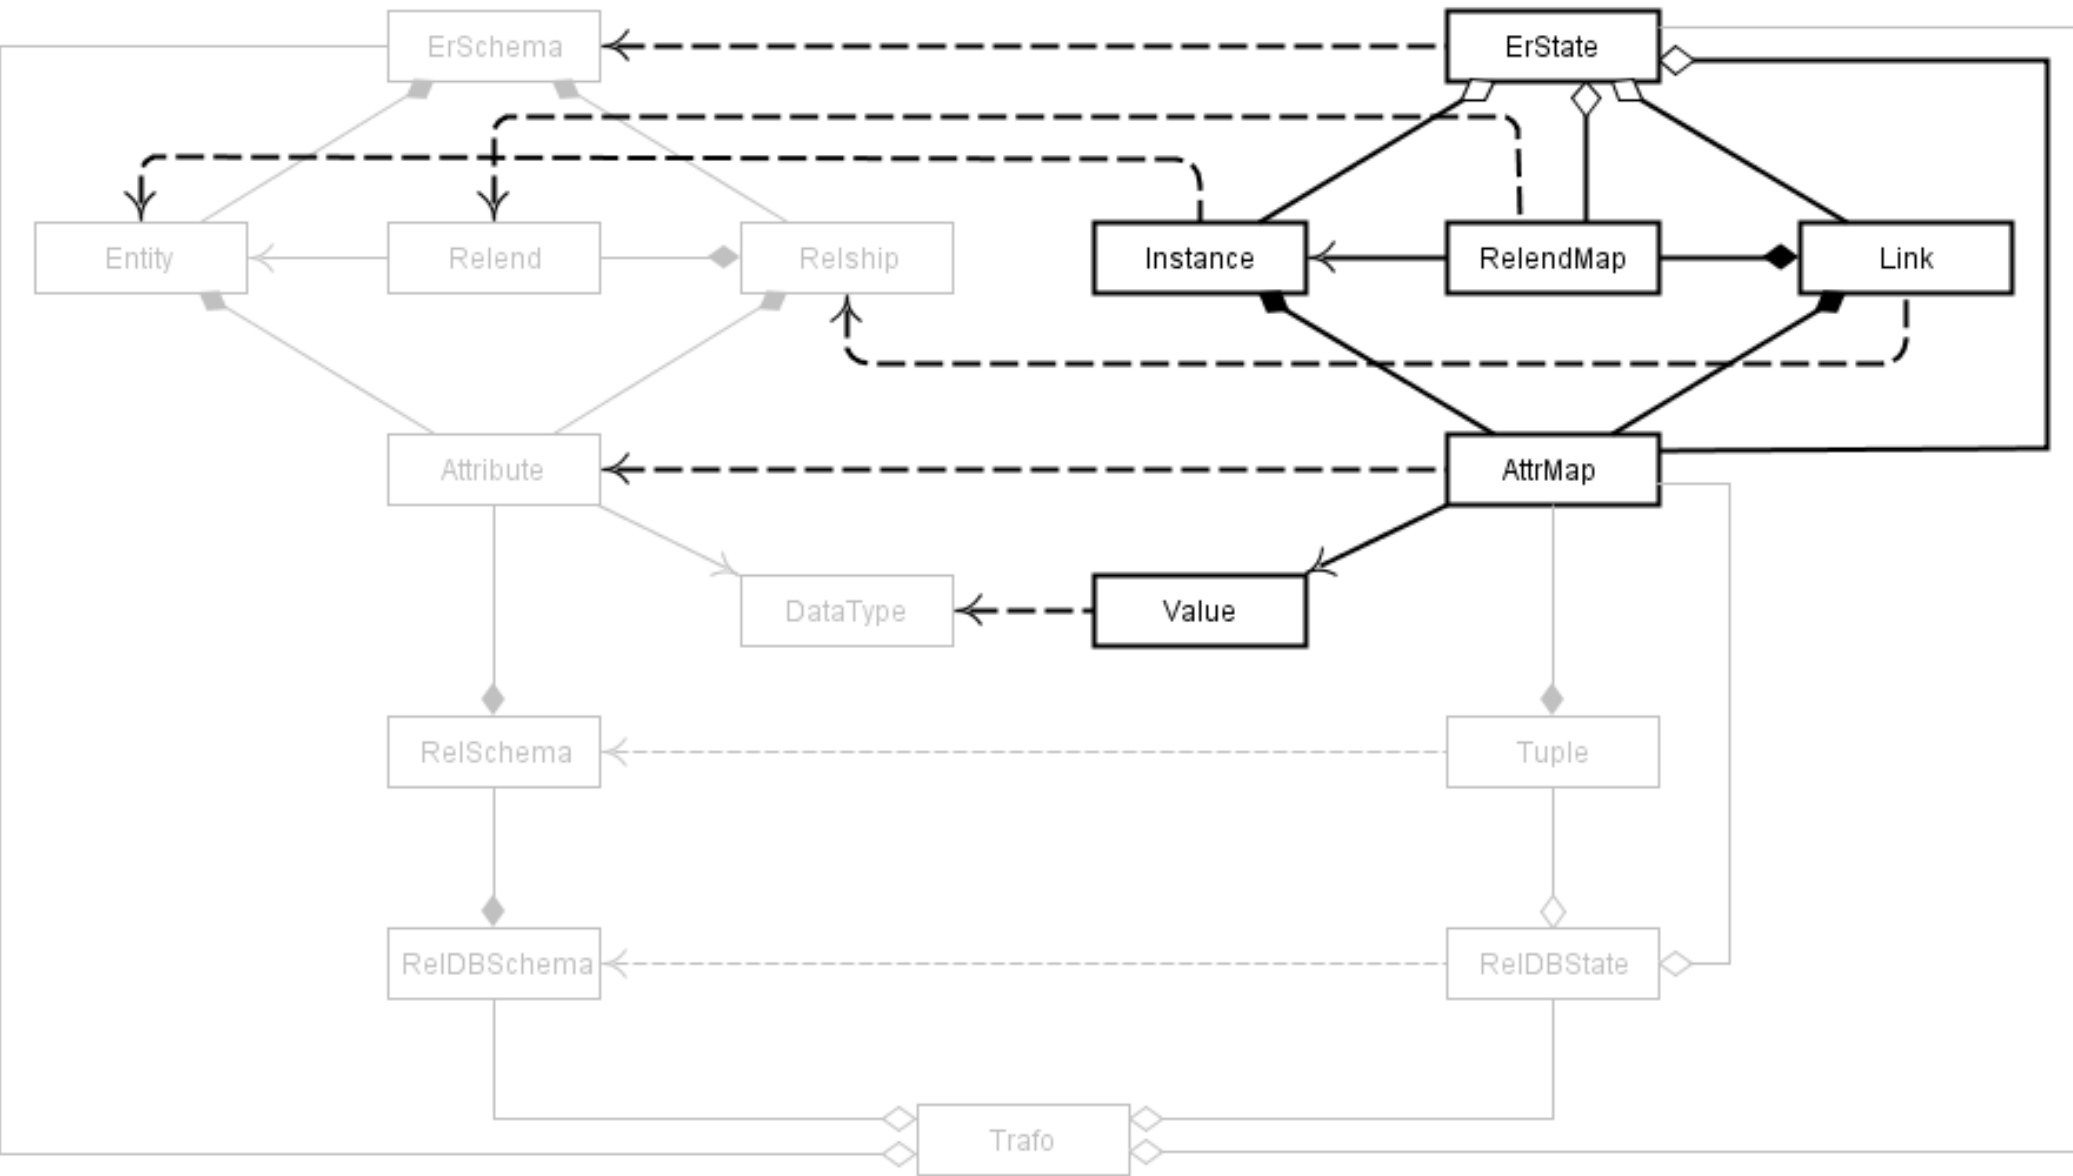 ErSchema
ErState
Entity
Relend
Relship
Instance
RelendMap
Link
Attribute
AttrMap
DataType
Value
RelSchema
Tuple
RelDBSchema
RelDBState
Trafo